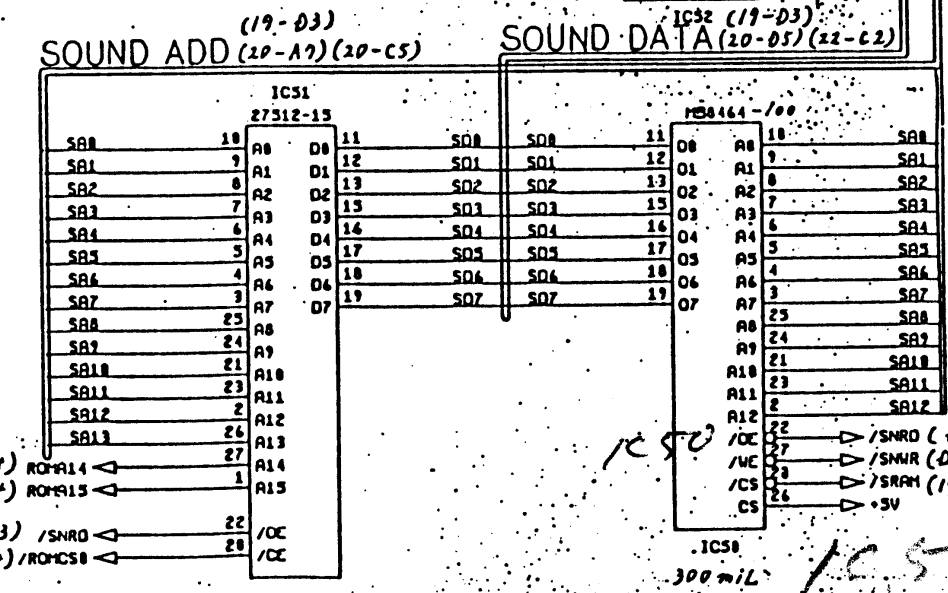 (19-D3)
SOUND ADD (20-A7)(20-C5)
IC52 (19-D3)
SOUND DATA (20-D5)(22-C2)
IC51
27512-15
M58464-100
SA0 10 A0 D0 11 SD0 SD0 11 O0 A0 10 SA0
SA1 9 A1 D1 12 SD1 SD1 12 O1 A1 9 SA1
SA2 8 A2 D2 13 SD2 SD2 13 O2 A2 8 SA2
SA3 7 A3 D3 15 SD3 SD3 15 O3 A3 7 SA3
SA4 6 A4 D4 16 SD4 SD4 16 O4 A4 6 SA4
SA5 5 A5 D5 17 SD5 SD5 17 O5 A5 5 SA5
SA6 4 A6 D6 18 SD6 SD6 18 O6 A6 4 SA6
SA7 3 A7 D7 19 SD7 SD7 19 O7 A7 3 SA7
SA8 25 A8 A8 25 SA8
SA9 24 A9 A9 24 SA9
SA10 21 A10 A10 21 SA10
SA11 23 A11 A11 23 SA11
SA12 2 A12 A12 2 SA12
SA13 26 A13 IC50 /OE 22 /SNRD (
) ROMA14 27 A14 /WE 27 /SNWR (D
) ROMA15 1 A15 /CS /SRAM (1
CS 26 +5V
3) /SNRD 22 /OE
) /ROMCS0 20 /CE
IC50
300 miL
IC5